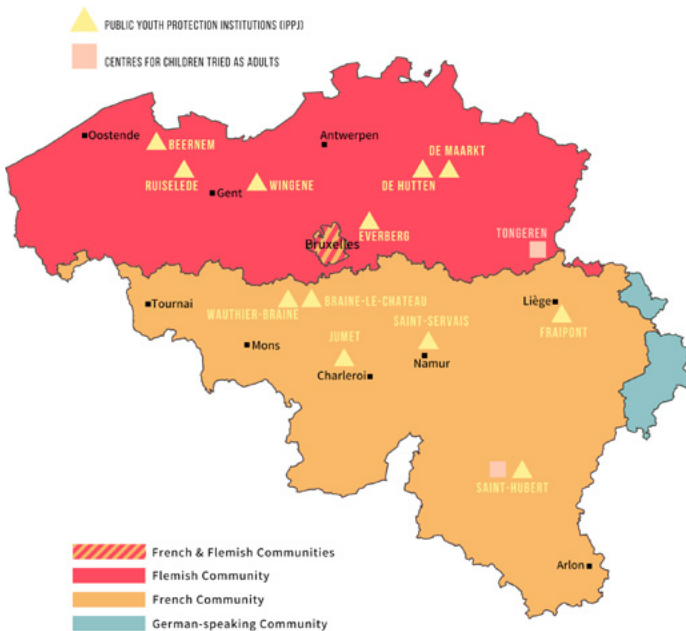 PUBLIC YOUTH PROTECTION INSTITUTIONS (IPPJ)
CENTRES FOR CHILDREN TRIED AS ADULTS
Oostende
BEERNEM
Antwerpen
DE MAARKT
RUISELEDE
Gent
WINGENE
DE HUTTEN
EVERBERG
TONGEREN
Bruxelles
Tournai
WAUTHIER-BRAINE
BRAINE-LE-CHATEAU
Liège
FRAIPONT
SAINT-SERVAIS
Mons
JUMET
Namur
Charleroi
SAINT-HUBERT
Arlon
French & Flemish Communities
Flemish Community
French Community
German-speaking Community